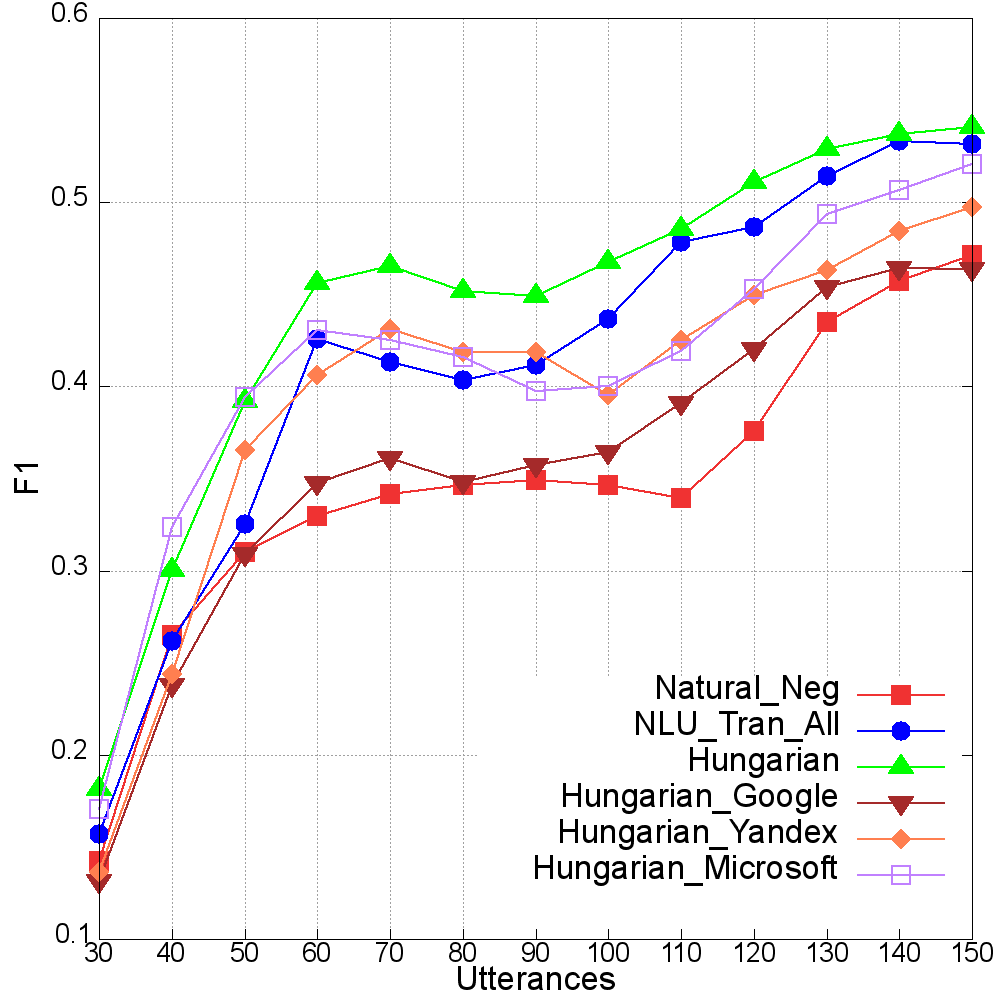 0.6
0.5
0.4
0.3
0.2
0.1
F1
Natural_Neg
NLU_Tran_All
Hungarian
Hungarian_Google
Hungarian_Yandex
Hungarian_Microsoft
30 40 50 60 70 80 90 100 110 120 130 140 150
Utterances